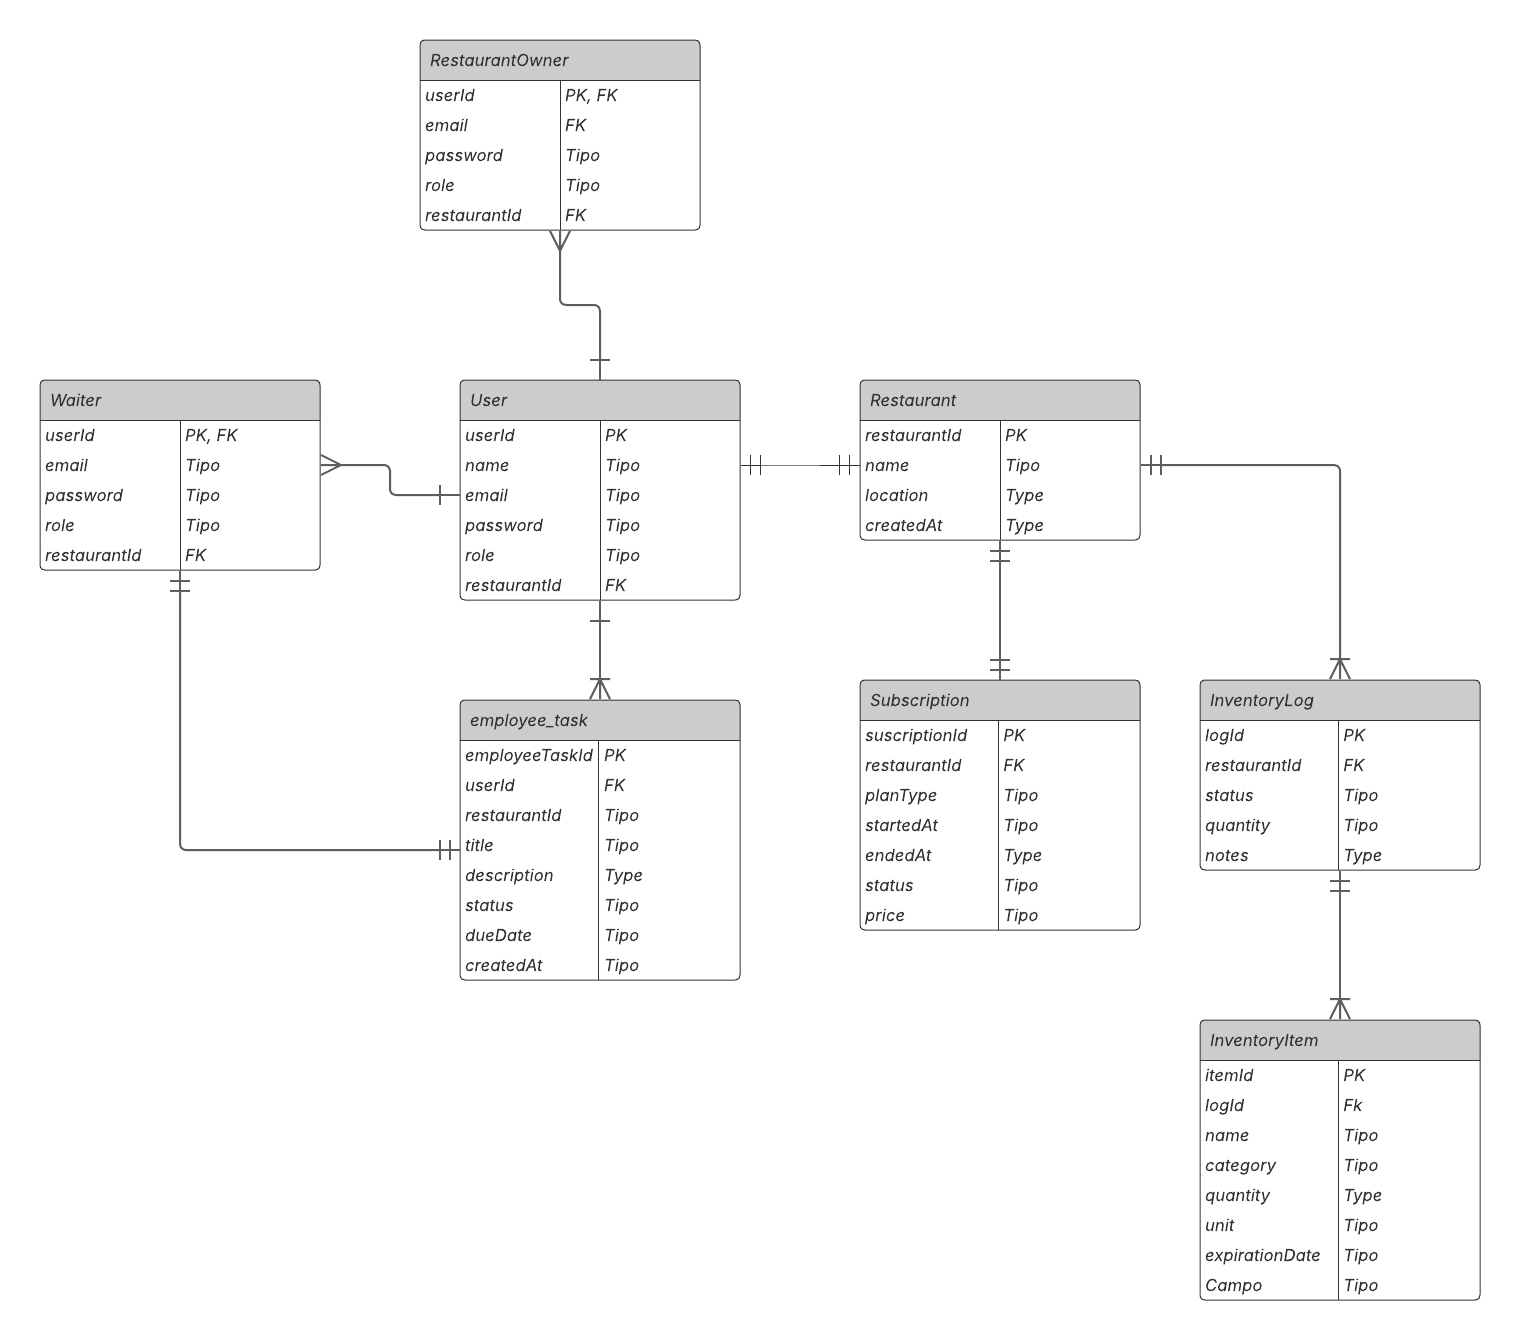 RestaurantOwner
userId PK, FK
email FK
password Tipo
role Tipo
restaurantId FK
Waiter
userId PK, FK
email Tipo
password Tipo
role Tipo
restaurantId FK
User
userId PK
name Tipo
email Tipo
password Tipo
role Tipo
restaurantId FK
Restaurant
restaurantId PK
name Tipo
location Type
createdAt Type
employee_task
employeeTaskId PK
userId FK
restaurantId Tipo
title Tipo
description Type
status Tipo
dueDate Tipo
createdAt Tipo
Subscription
suscriptionId PK
restaurantId FK
planType Tipo
startedAt Tipo
endedAt Type
status Tipo
price Tipo
InventoryLog
logId PK
restaurantId FK
status Tipo
quantity Tipo
notes Type
InventoryItem
itemId PK
logId Fk
name Tipo
category Tipo
quantity Type
unit Tipo
expirationDate Tipo
Campo Tipo